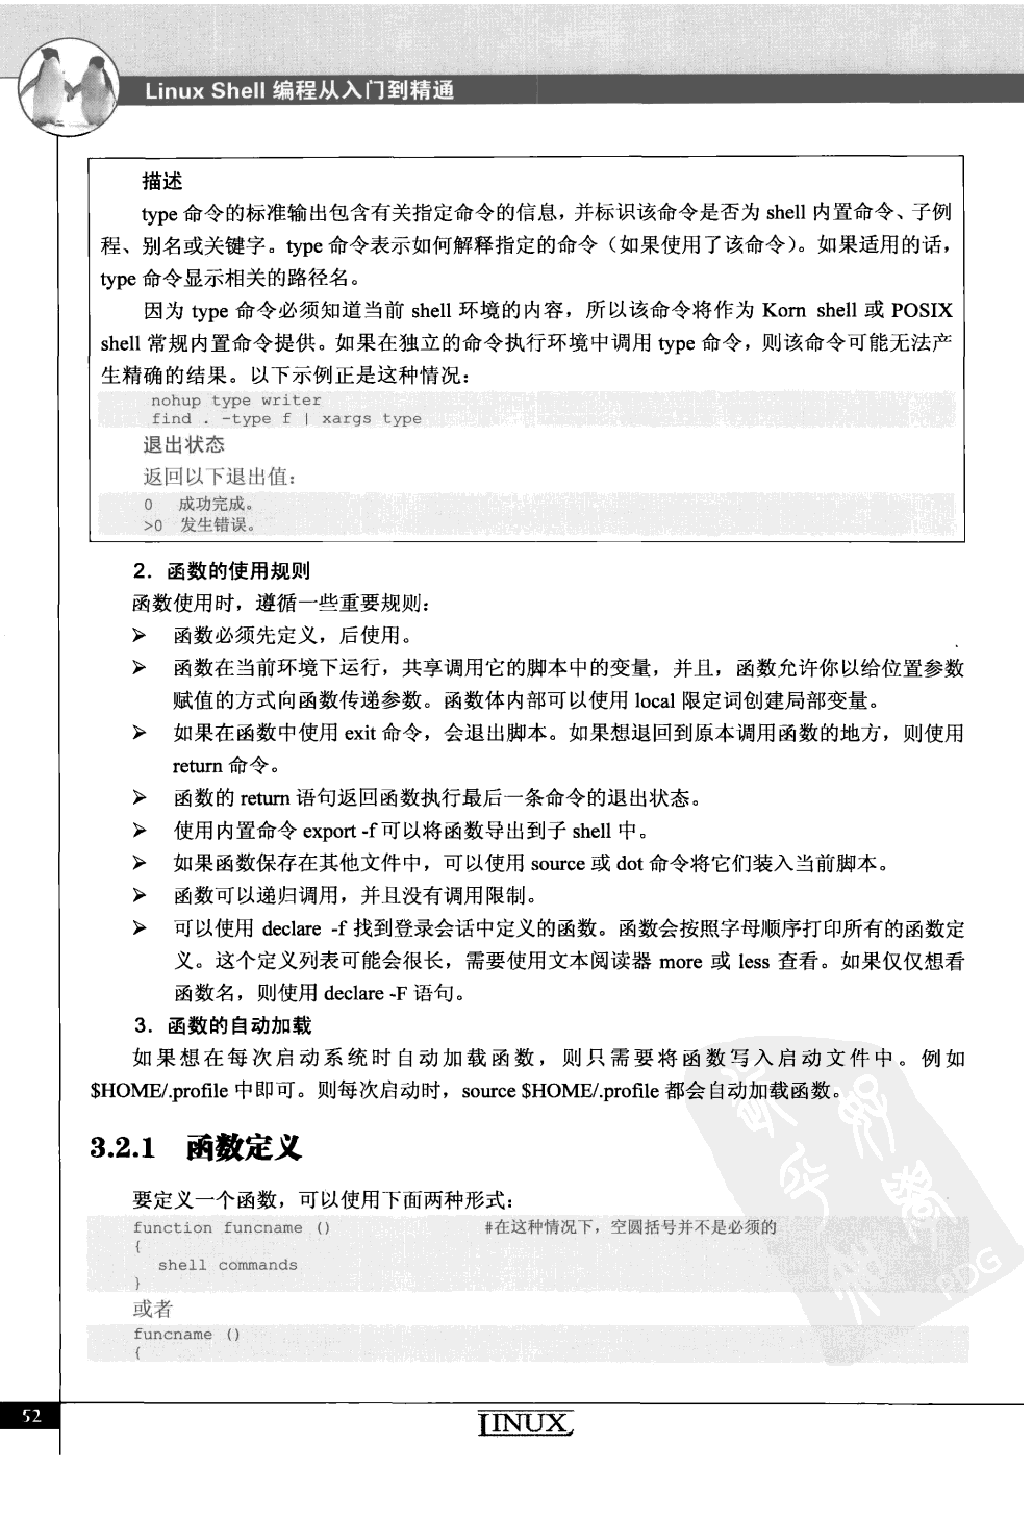 Linux Shell 编程从入门到精通
描述
type 命令的标准输出包含有关指定命令的信息，并标识该命令是否为 shell 内置命令、子例
程、别名或关键字。type 命令表示如何解释指定的命令（如果使用了该命令）。如果适用的话，
type 命令显示相关的路径名。
因为 type 命令必须知道当前 shell 环境的内容，所以该命令将作为 Korn shell 或 POSIX
shell 常规内置命令提供。如果在独立的命令执行环境中调用 type 命令，则该命令可能无法产
生精确的结果。以下示例正是这种情况：
nohup type writer
find . -type f | xargs type
退出状态
返回以下退出值：
0 成功完成。
>0 发生错误。
2．函数的使用规则
函数使用时，遵循一些重要规则：
➢ 函数必须先定义，后使用。
➢ 函数在当前环境下运行，共享调用它的脚本中的变量，并且，函数允许你以给位置参数
赋值的方式向函数传递参数。函数体内部可以使用 local 限定词创建局部变量。
➢ 如果在函数中使用 exit 命令，会退出脚本。如果想退回到原本调用函数的地方，则使用
return 命令。
➢ 函数的 return 语句返回函数执行最后一条命令的退出状态。
➢ 使用内置命令 export -f 可以将函数导出到子 shell 中。
➢ 如果函数保存在其他文件中，可以使用 source 或 dot 命令将它们装入当前脚本。
➢ 函数可以递归调用，并且没有调用限制。
➢ 可以使用 declare -f 找到登录会话中定义的函数。函数会按照字母顺序打印所有的函数定
义。这个定义列表可能会很长，需要使用文本阅读器 more 或 less 查看。如果仅仅想看
函数名，则使用 declare -F 语句。
3．函数的自动加载
如果想在每次启动系统时自动加载函数，则只需要将函数写入启动文件中。例如
$HOME/.profile 中即可。则每次启动时，source $HOME/.profile 都会自动加载函数。
3.2.1 函数定义
要定义一个函数，可以使用下面两种形式：
function funcname () #在这种情况下，空圆括号并不是必须的
{
shell commands
}
或者
funcname ()
{
PDG
52
LINUX